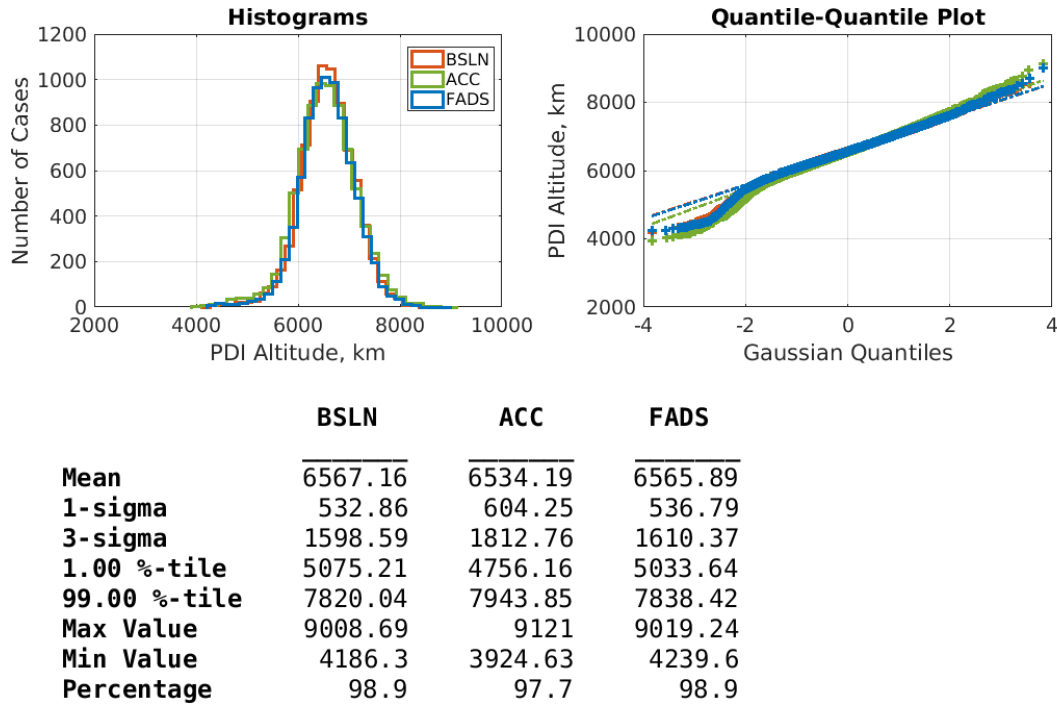 Histograms
1200
1000
800
600
400
200
0
Number of Cases
BSLN
ACC
FADS
2000 4000 6000 8000 10000
PDI Altitude, km
Quantile-Quantile Plot
10000
8000
6000
4000
2000
PDI Altitude, km
-4 -2 0 2 4
Gaussian Quantiles
BSLN ACC FADS
Mean 6567.16 6534.19 6565.89
1-sigma 532.86 604.25 536.79
3-sigma 1598.59 1812.76 1610.37
1.00 %-tile 5075.21 4756.16 5033.64
99.00 %-tile 7820.04 7943.85 7838.42
Max Value 9008.69 9121 9019.24
Min Value 4186.3 3924.63 4239.6
Percentage 98.9 97.7 98.9